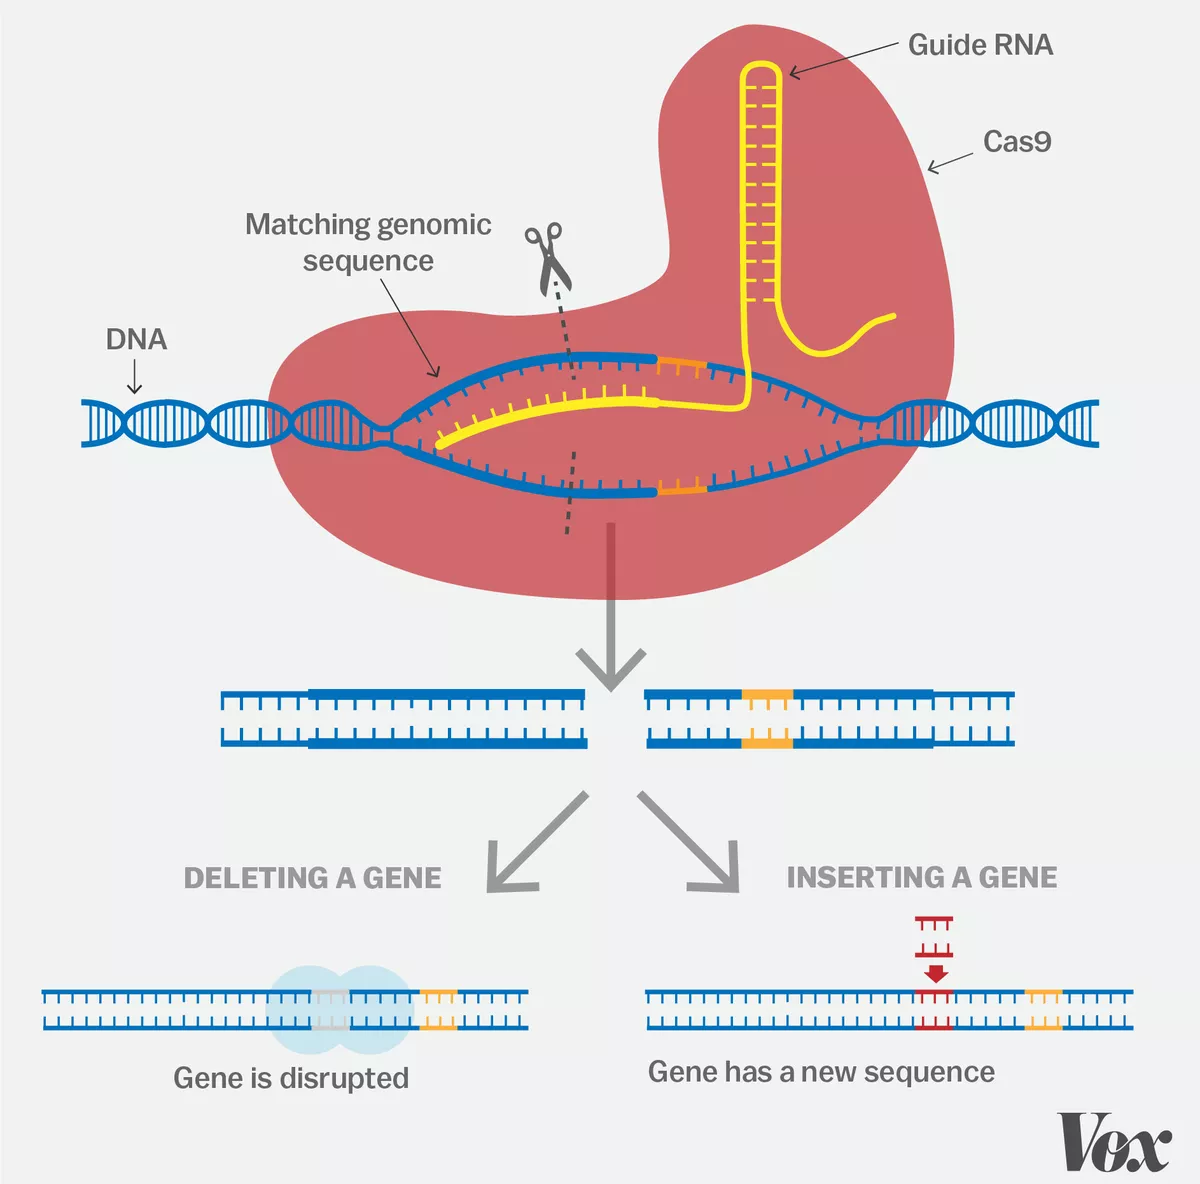 Guide RNA
Cas9
Matching genomic
sequence
DNA
DELETING A GENE
INSERTING A GENE
Gene is disrupted
Gene has a new sequence
Vox